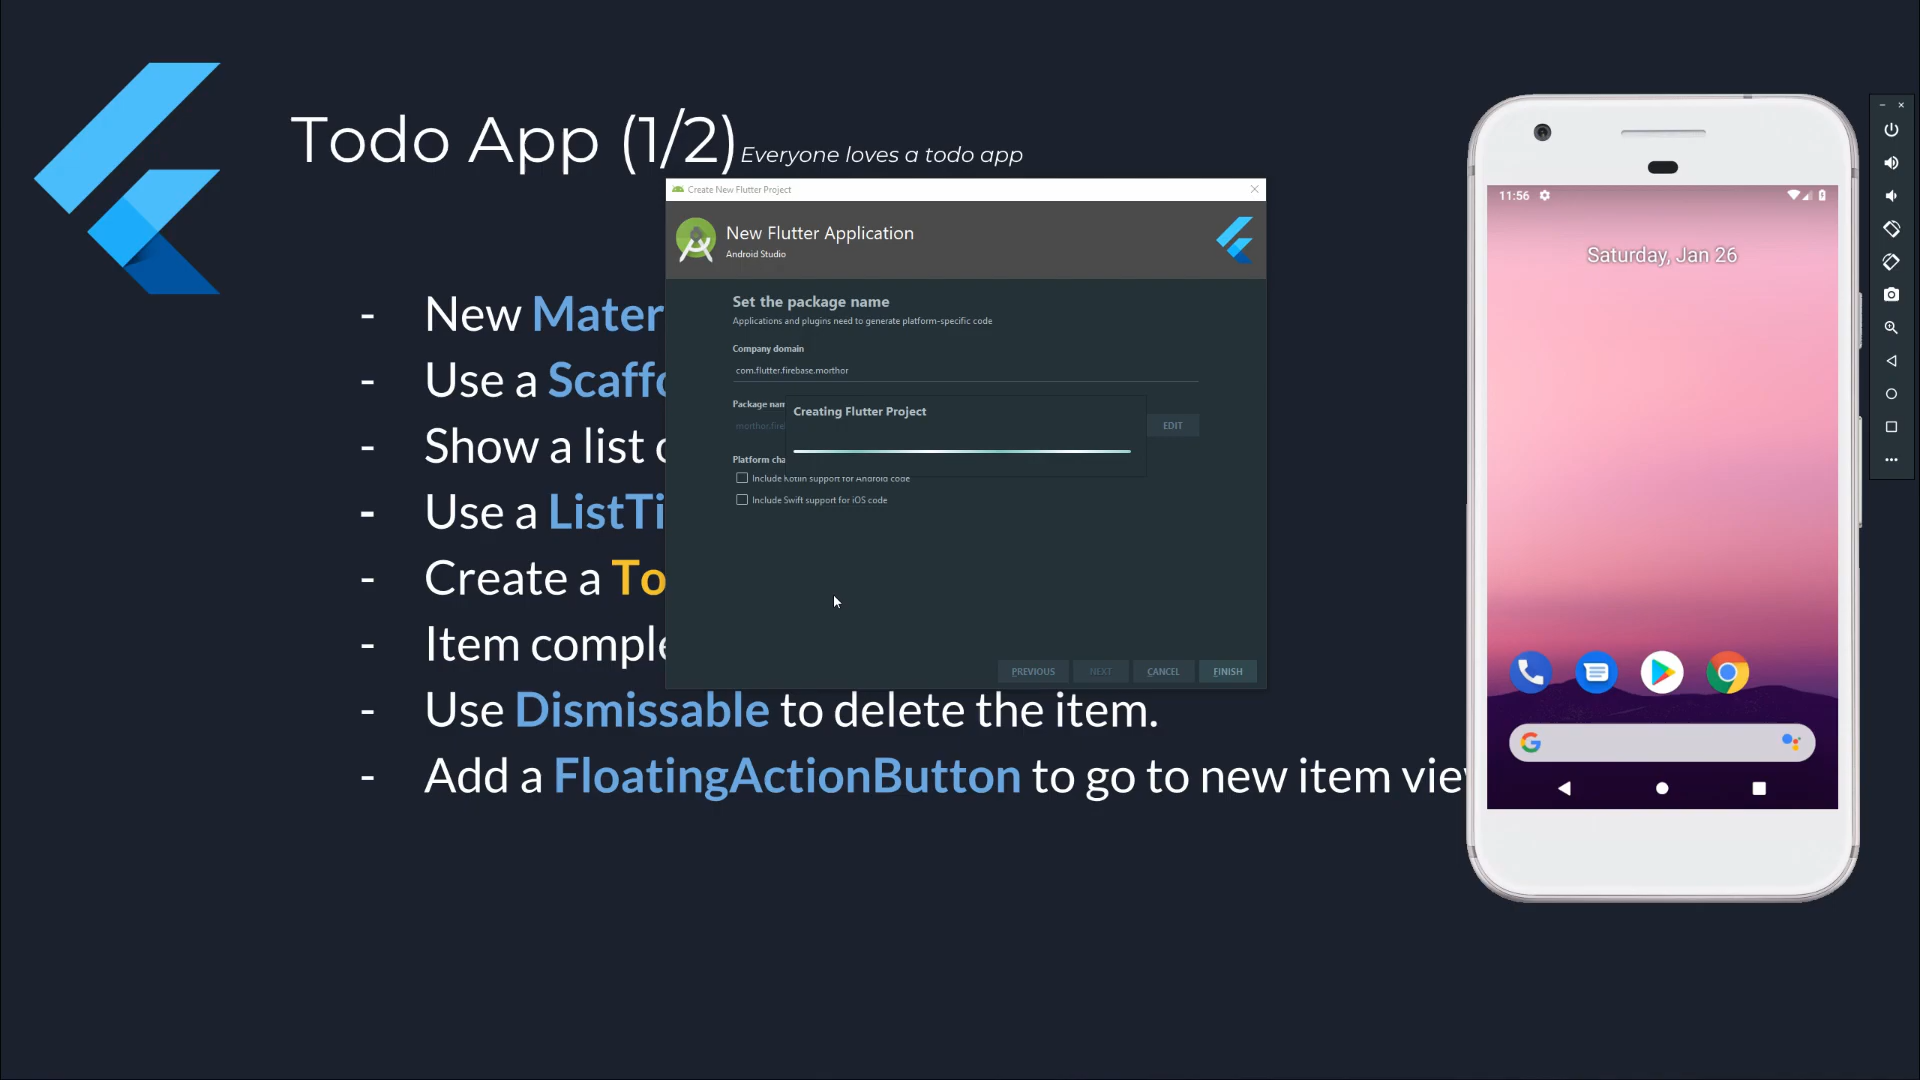 Todo App (1/2) Everyone loves a todo app
Create New Flutter Project
New Flutter Application
Android Studio
Set the package name
Applications and plugins need to generate platform-specific code
Company domain
com.flutter.firebase.morthor
Package nam
morthor.fire
EDIT
Creating Flutter Project
Platform cha
Include Kotlin support for Android code
Include Swift support for iOS code
PREVIOUS
NEXT
CANCEL
FINISH
- New Mater
- Use a Scaffo
- Show a list o
- Use a ListTi
- Create a To
- Item comple
- Use Dismissable to delete the item.
- Add a FloatingActionButton to go to new item view
11:56
Saturday, Jan 26